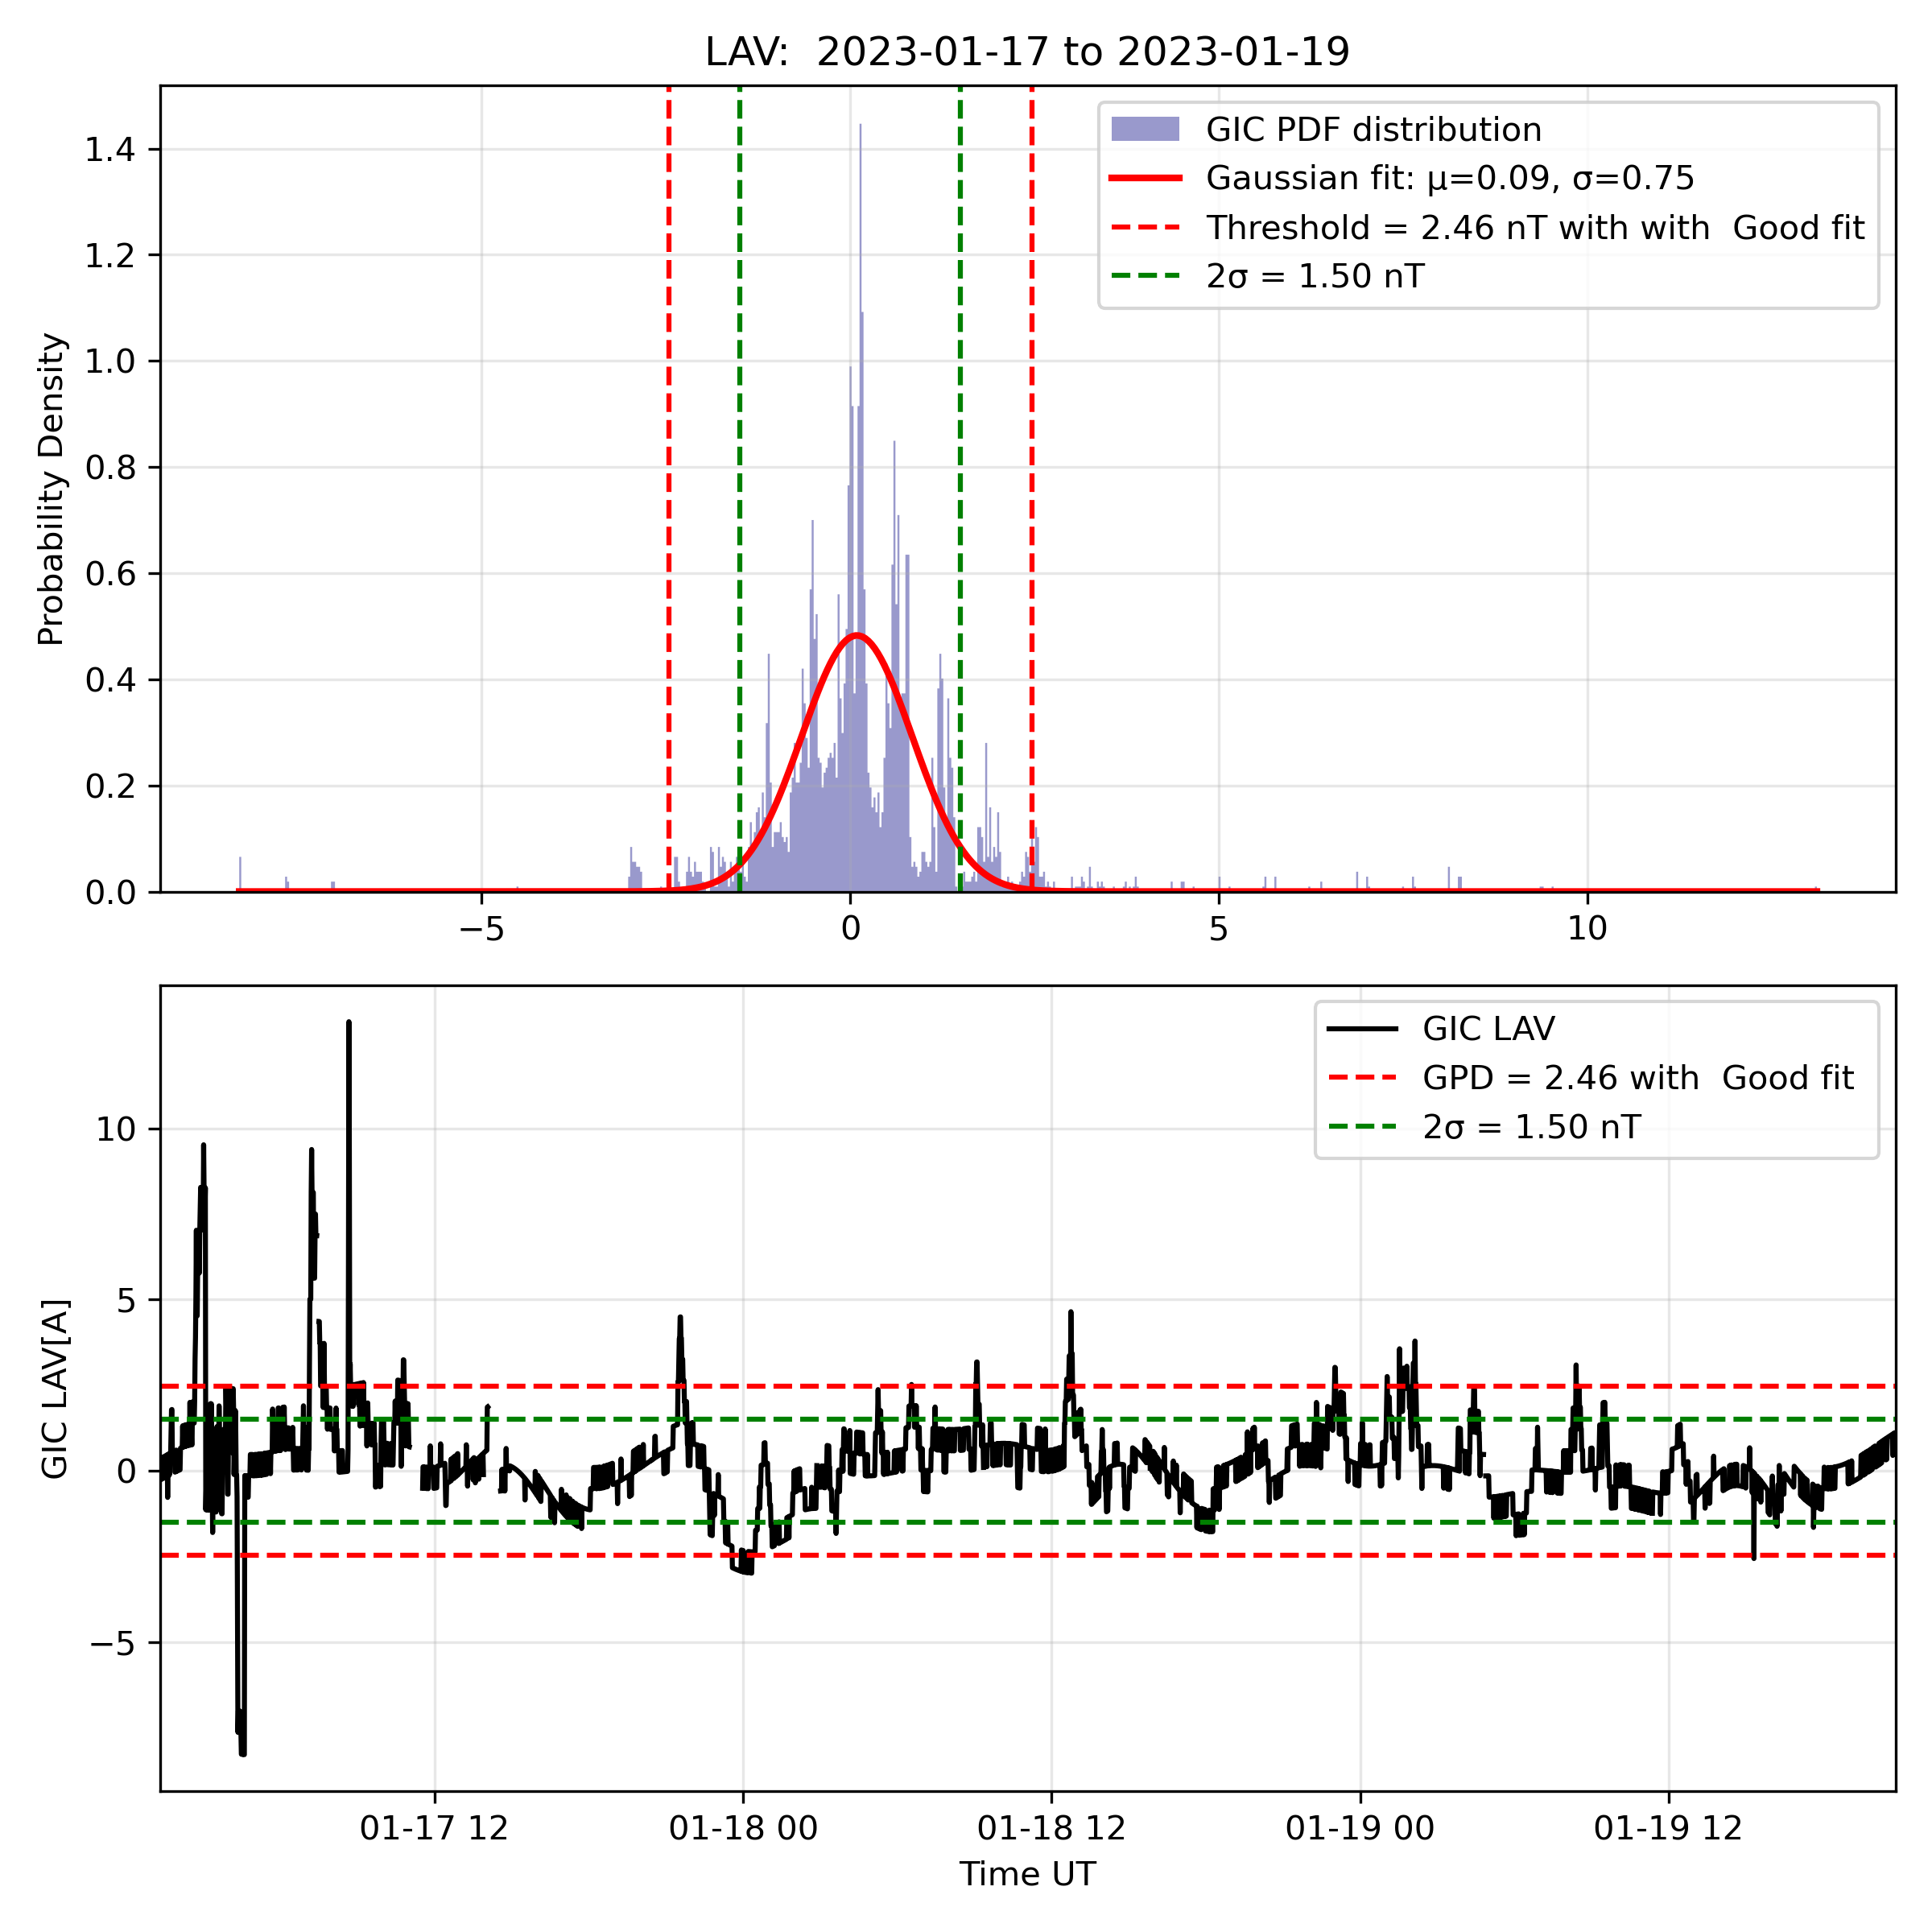 LAV:  2023-01-17 to 2023-01-19
GIC PDF distribution
Gaussian fit: μ=0.09, σ=0.75
Threshold = 2.46 nT with with  Good fit
2σ = 1.50 nT
Probability Density
1.4
1.2
1.0
0.8
0.6
0.4
0.2
0.0
−5
0
5
10
GIC LAV
GPD = 2.46 with  Good fit
2σ = 1.50 nT
GIC LAV[A]
10
5
0
−5
01-17 12
01-18 00
01-18 12
01-19 00
01-19 12
Time UT